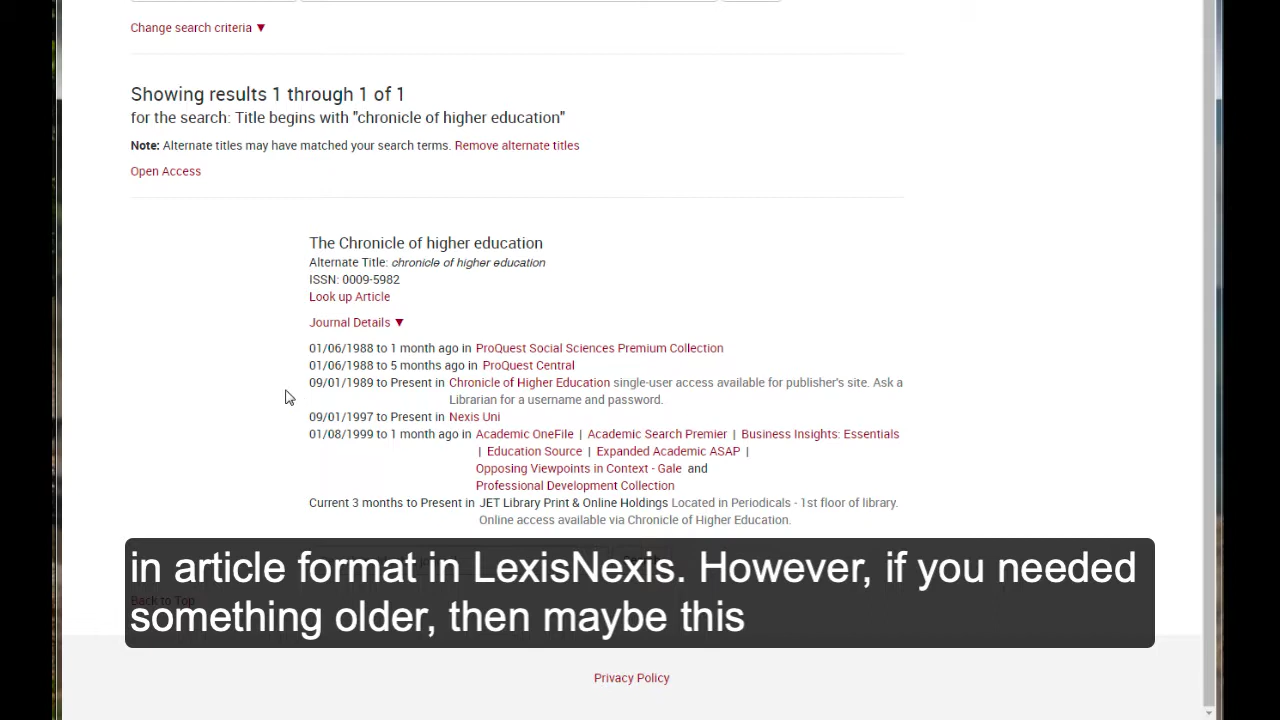 Change search criteria ▼
Showing results 1 through 1 of 1
for the search: Title begins with "chronicle of higher education"
Note: Alternate titles may have matched your search terms. Remove alternate titles
Open Access
The Chronicle of higher education
Alternate Title: chronicle of higher education
ISSN: 0009-5982
Look up Article
Journal Details ▼
01/06/1988 to 1 month ago in ProQuest Social Sciences Premium Collection
01/06/1988 to 5 months ago in ProQuest Central
09/01/1989 to Present in Chronicle of Higher Education single-user access available for publisher's site. Ask a
Librarian for a username and password.
09/01/1997 to Present in Nexis Uni
01/08/1999 to 1 month ago in Academic OneFile | Academic Search Premier | Business Insights: Essentials
| Education Source | Expanded Academic ASAP |
Opposing Viewpoints in Context - Gale and
Professional Development Collection
Current 3 months to Present in JET Library Print & Online Holdings Located in Periodicals - 1st floor of library.
Online access available via Chronicle of Higher Education.
in article format in LexisNexis. However, if you needed
Back to Top
something older, then maybe this
Privacy Policy